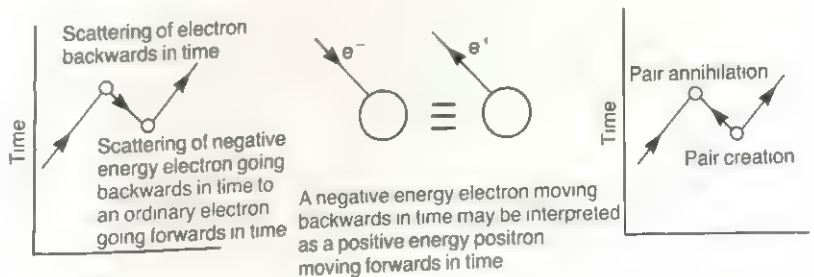 Scattering of electron
backwards in time
Time
Scattering of negative
energy electron going
backwards in time to
an ordinary electron
going forwards in time
e⁻
≡
e⁺
A negative energy electron moving
backwards in time may be interpreted
as a positive energy positron
moving forwards in time
Time
Pair annihilation
Pair creation